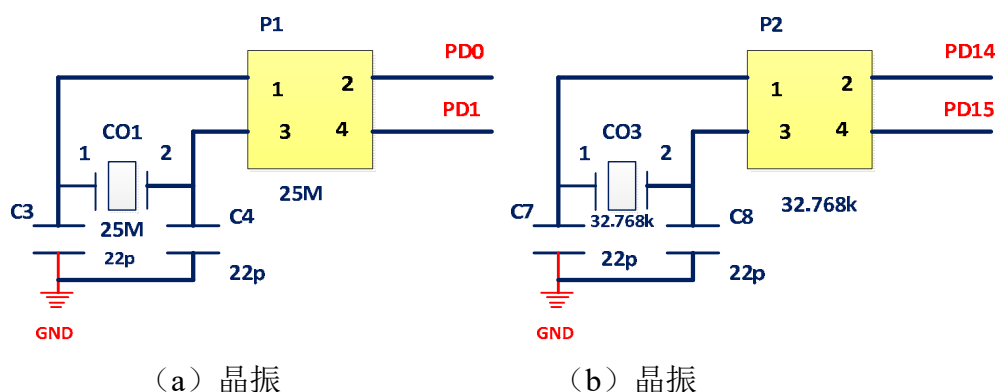 P1
PD0
1 2
PD1
3 4
CO1
1 2
25M
C3
C4
25M
22p
22p
GND
（a）晶振
P2
PD14
1 2
PD15
3 4
CO3
1 2
32.768k
C7
C8
32.768k
22p
22p
GND
（b）晶振